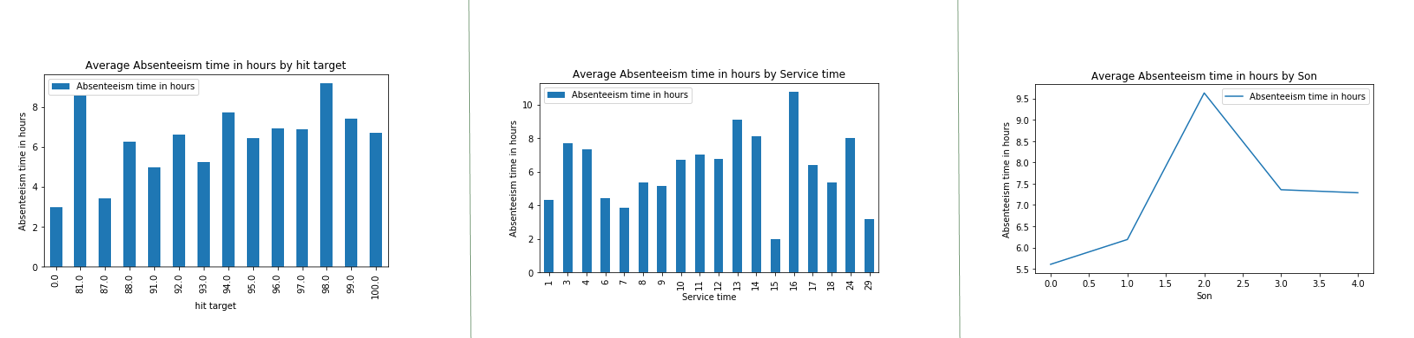 Average Absenteeism time in hours by hit target
Absenteeism time in hours
Absenteeism time in hours
8
6
4
2
0
0.0 81.0 87.0 88.0 91.0 92.0 93.0 94.0 95.0 96.0 97.0 98.0 99.0 100.0
hit target
Average Absenteeism time in hours by Service time
Absenteeism time in hours
Absenteeism time in hours
10
8
6
4
2
0
1 3 4 6 7 8 9 10 11 12 13 14 15 16 17 18 24 29
Service time
Average Absenteeism time in hours by Son
Absenteeism time in hours
Absenteeism time in hours
9.5
9.0
8.5
8.0
7.5
7.0
6.5
6.0
5.5
0.0 0.5 1.0 1.5 2.0 2.5 3.0 3.5 4.0
Son